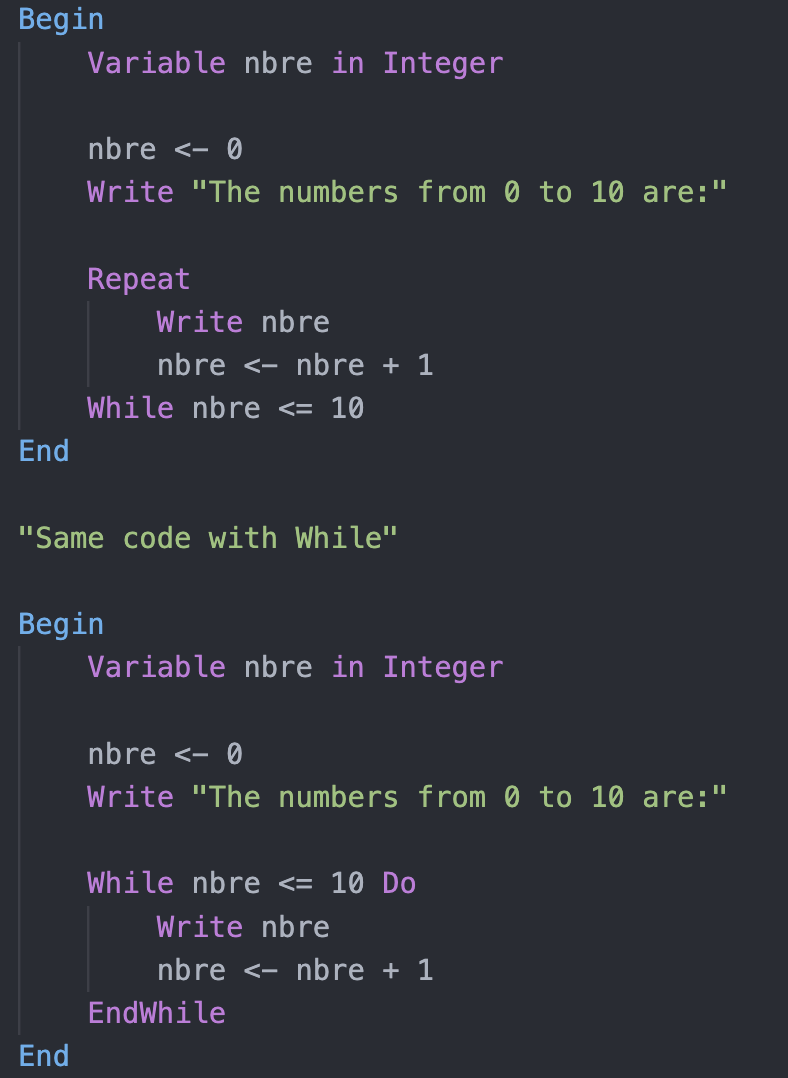 Begin
Variable nbre in Integer
nbre <- 0
Write "The numbers from 0 to 10 are:"
Repeat
Write nbre
nbre <- nbre + 1
While nbre <= 10
End
"Same code with While"
Begin
Variable nbre in Integer
nbre <- 0
Write "The numbers from 0 to 10 are:"
While nbre <= 10 Do
Write nbre
nbre <- nbre + 1
EndWhile
End